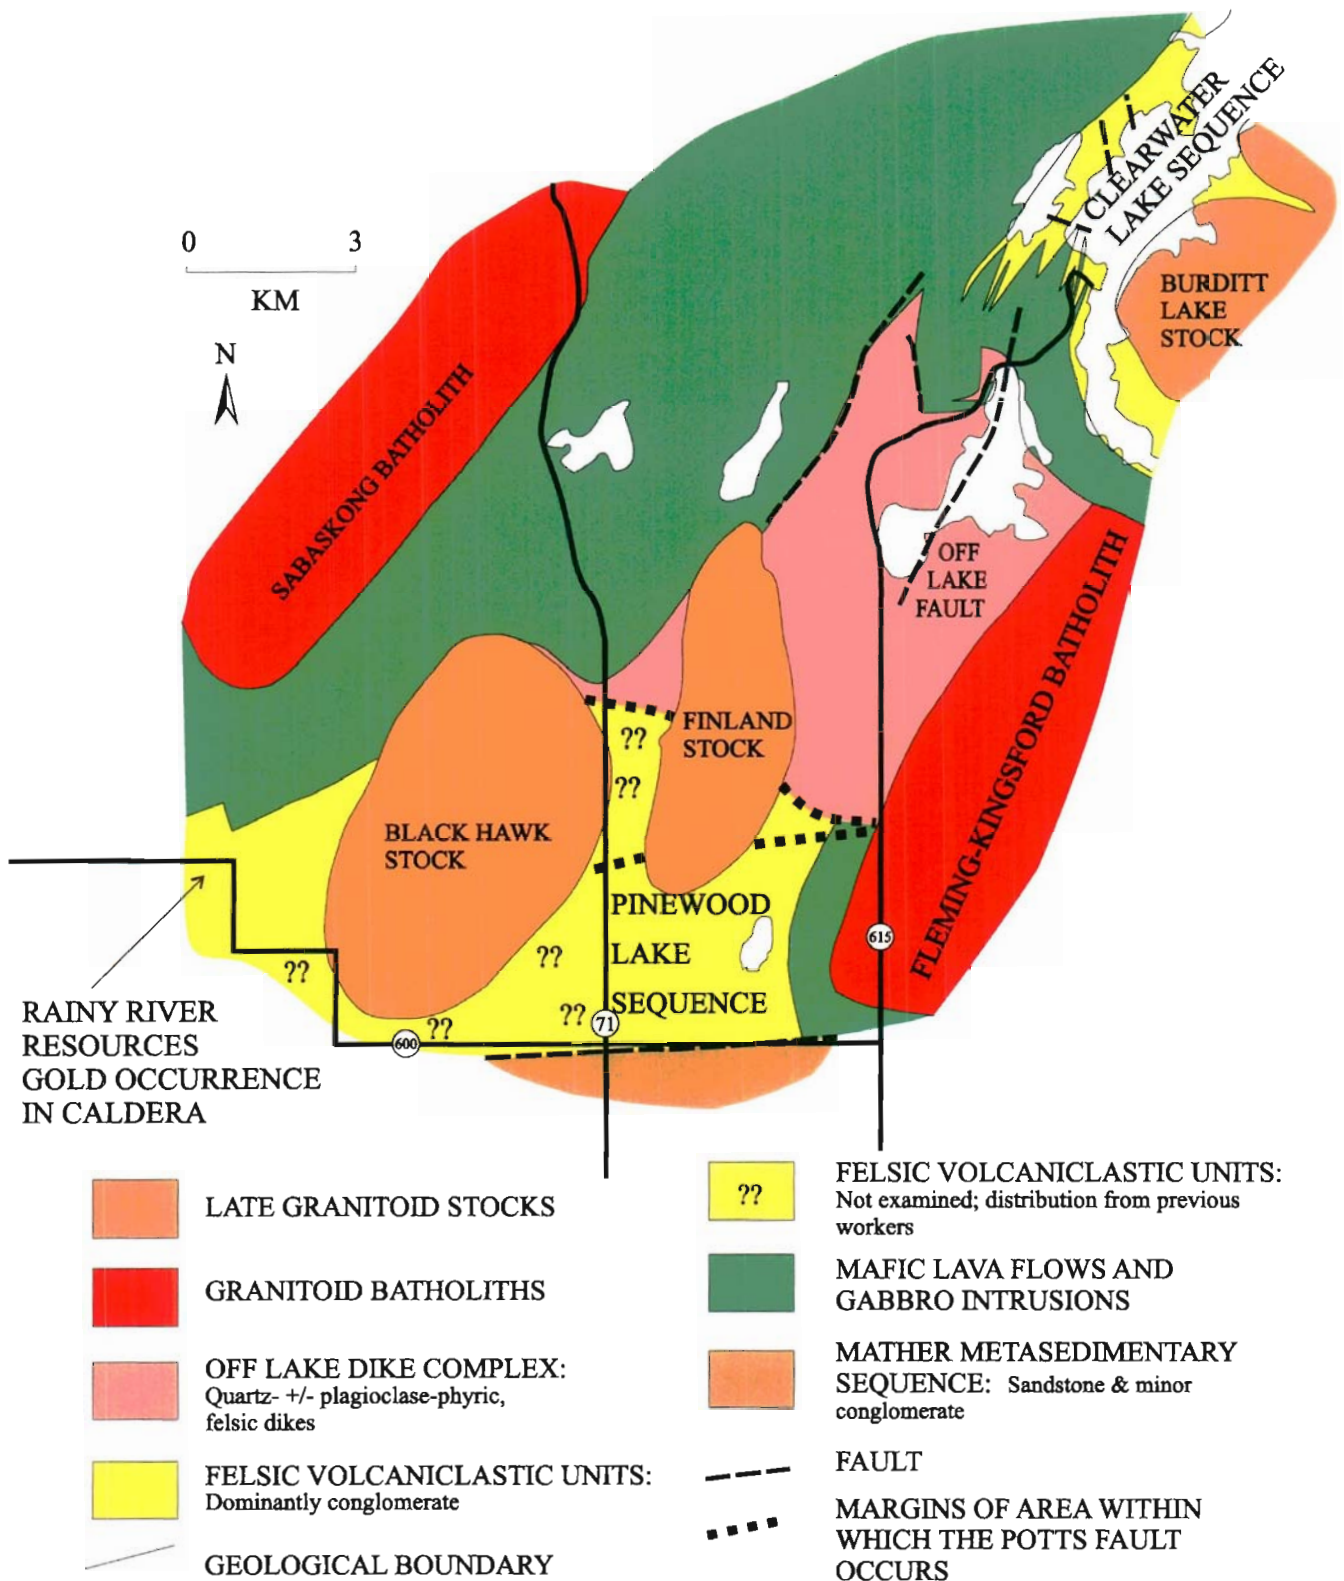 CLEARWATER
LAKE SEQUENCE
0 3
KM
N
BURDITT
LAKE
STOCK
SABASKONG BATHOLITH
OFF
LAKE
FAULT
FLEMING-KINGSFORD BATHOLITH
FINLAND
STOCK
??
??
BLACK HAWK
STOCK
PINEWOOD
LAKE
SEQUENCE
615
??
??
??
??
71
600
RAINY RIVER
RESOURCES
GOLD OCCURRENCE
IN CALDERA
LATE GRANITOID STOCKS
GRANITOID BATHOLITHS
OFF LAKE DIKE COMPLEX:
Quartz- +/- plagioclase-phyric,
felsic dikes
FELSIC VOLCANICLASTIC UNITS:
Dominantly conglomerate
GEOLOGICAL BOUNDARY
??
FELSIC VOLCANICLASTIC UNITS:
Not examined; distribution from previous
workers
MAFIC LAVA FLOWS AND
GABBRO INTRUSIONS
MATHER METASEDIMENTARY
SEQUENCE: Sandstone & minor
conglomerate
FAULT
MARGINS OF AREA WITHIN
WHICH THE POTTS FAULT
OCCURS